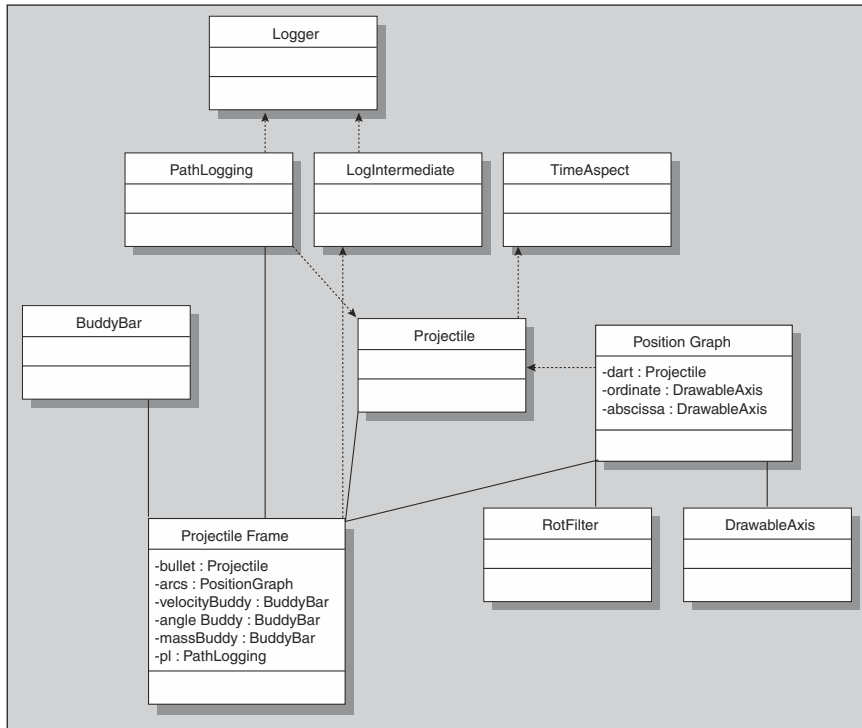 Logger
PathLogging
LogIntermediate
TimeAspect
BuddyBar
Projectile
Position Graph
-dart : Projectile
-ordinate : DrawableAxis
-abscissa : DrawableAxis
Projectile Frame
-bullet : Projectile
-arcs : PositionGraph
-velocityBuddy : BuddyBar
-angle Buddy : BuddyBar
-massBuddy : BuddyBar
-pl : PathLogging
RotFilter
DrawableAxis